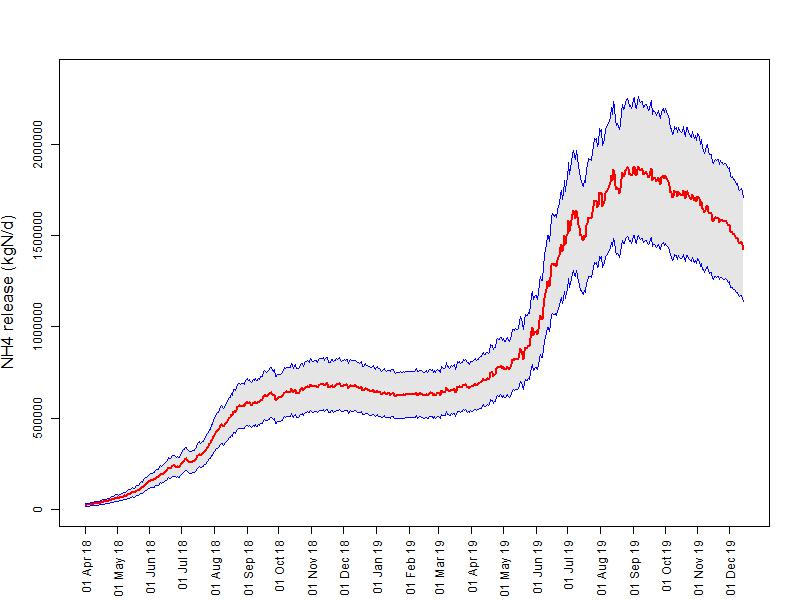 NH4 release (kgN/d)
2000000
1500000
1000000
500000
0
01 Apr 18
01 May 18
01 Jun 18
01 Jul 18
01 Aug 18
01 Sep 18
01 Oct 18
01 Nov 18
01 Dec 18
01 Jan 19
01 Feb 19
01 Mar 19
01 Apr 19
01 May 19
01 Jun 19
01 Jul 19
01 Aug 19
01 Sep 19
01 Oct 19
01 Nov 19
01 Dec 19